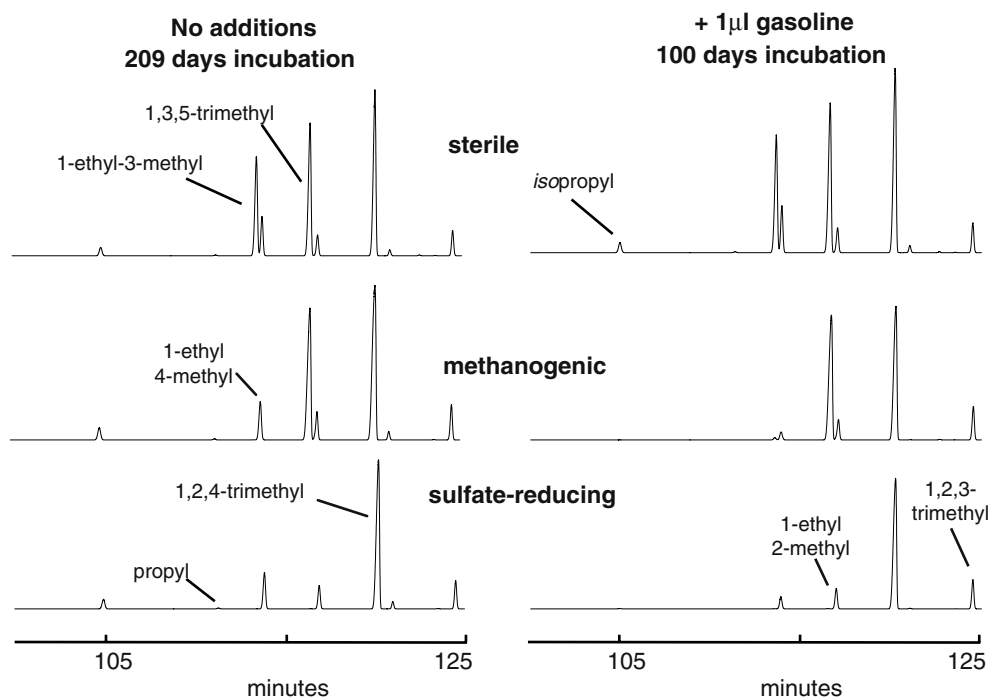 No additions
209 days incubation
+ 1µl gasoline
100 days incubation
1,3,5-trimethyl
1-ethyl-3-methyl
sterile
isopropyl
1-ethyl
4-methyl
methanogenic
1,2,4-trimethyl
propyl
sulfate-reducing
1-ethyl
2-methyl
1,2,3-
trimethyl
105
125
minutes
105
125
minutes